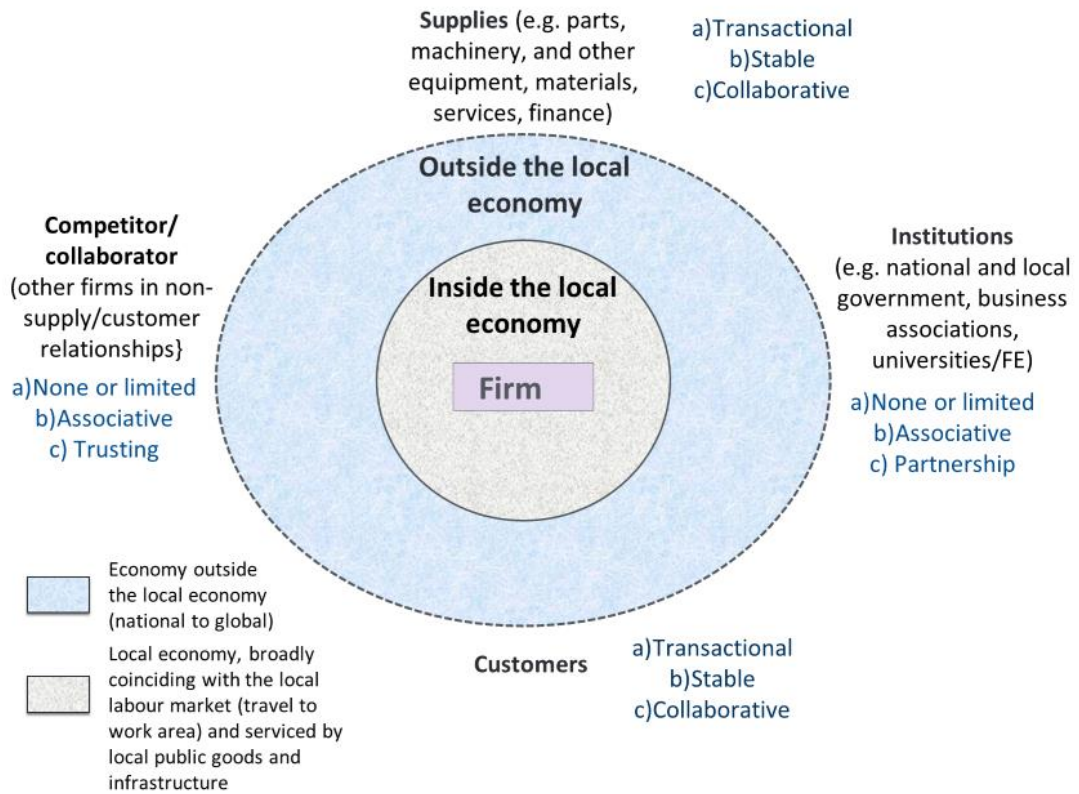 Supplies (e.g. parts,
machinery, and other
equipment, materials,
services, finance)
a)Transactional
b)Stable
c)Collaborative
Outside the local
economy
Competitor/
collaborator
(other firms in non-
supply/customer
relationships}
a)None or limited
b)Associative
c) Trusting
Inside the local
economy
Firm
Institutions
(e.g. national and local
government, business
associations,
universities/FE)
a)None or limited
b)Associative
c) Partnership
Economy outside
the local economy
(national to global)
Local economy, broadly
coinciding with the local
labour market (travel to
work area) and serviced by
local public goods and
infrastructure
Customers
a)Transactional
b)Stable
c)Collaborative